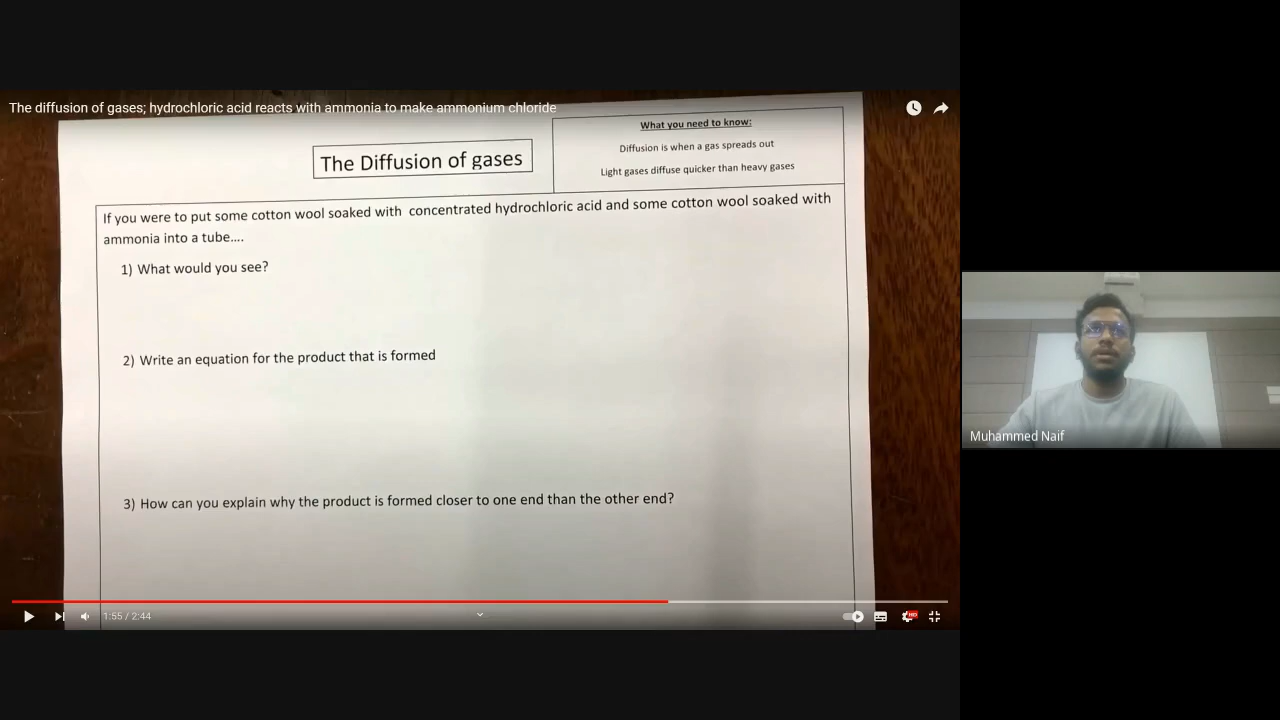 The diffusion of gases; hydrochloric acid reacts with ammonia to make ammonium chloride
What you need to know:
Diffusion is when a gas spreads out
Light gases diffuse quicker than heavy gases
The Diffusion of gases
If you were to put some cotton wool soaked with concentrated hydrochloric acid and some cotton wool soaked with
ammonia into a tube....
1) What would you see?
2) Write an equation for the product that is formed
3) How can you explain why the product is formed closer to one end than the other end?
1:55 / 2:44
HD
Muhammed Naif